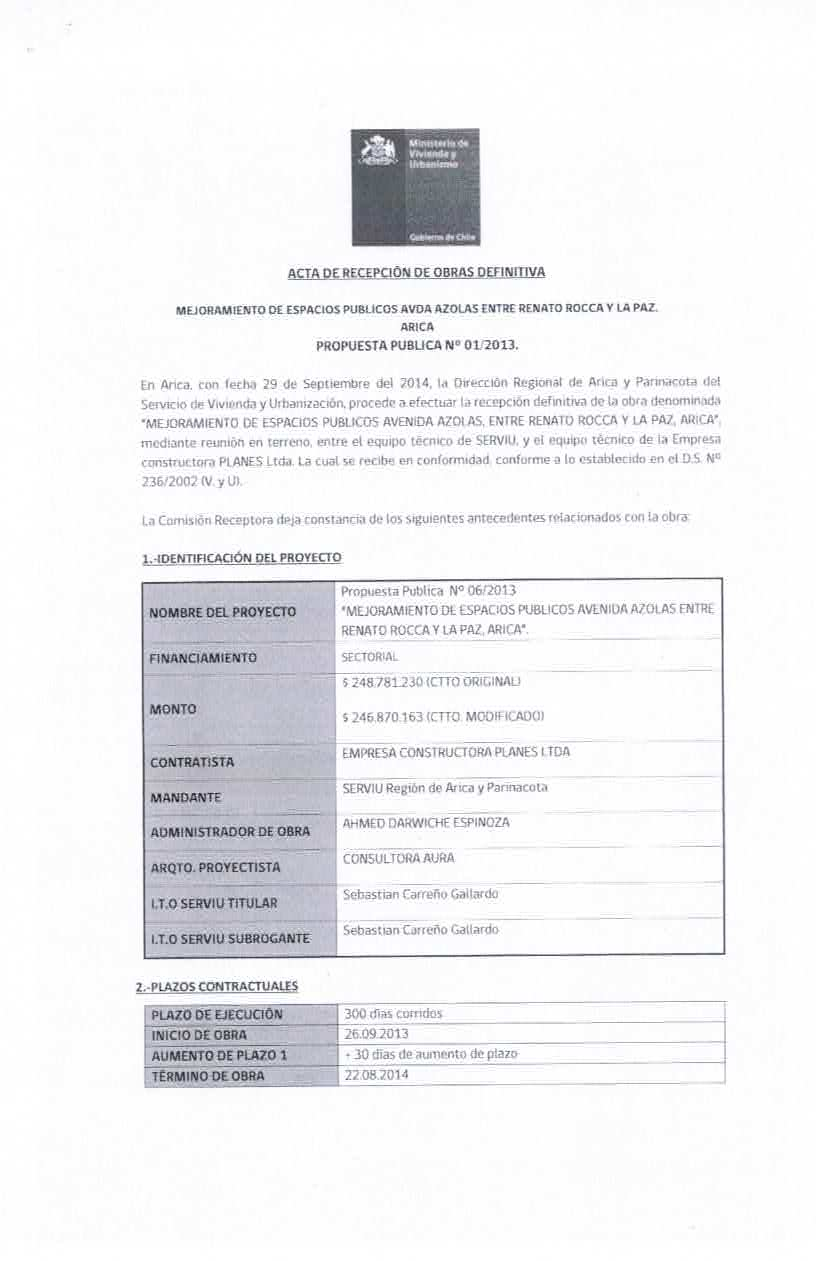 Ministerio de
Vivienda y
Urbanismo
Gobierno de Chile
ACTA DE RECEPCIÓN DE OBRAS DEFINITIVA
MEJORAMIENTO DE ESPACIOS PUBLICOS AVDA AZOLAS ENTRE RENATO ROCCA Y LA PAZ.
ARICA
PROPUESTA PUBLICA Nº 01/2013.
En Arica, con fecha 29 de Septiembre del 2014, la Dirección Regional de Arica y Parinacota del
Servicio de Vivienda y Urbanización, procede a efectuar la recepción definitiva de la obra denominada
"MEJORAMIENTO DE ESPACIOS PUBLICOS AVENIDA AZOLAS, ENTRE RENATO ROCCA Y LA PAZ, ARICA",
mediante reunión en terreno, entre el equipo técnico de SERVIU, y el equipo técnico de la Empresa
constructora PLANES Ltda. La cual se recibe en conformidad, conforme a lo establecido en el D.S. Nº
236/2002 (V. y U).
La Comisión Receptora deja constancia de los siguientes antecedentes relacionados con la obra:
1.-IDENTIFICACIÓN DEL PROYECTO
NOMBRE DEL PROYECTO
Propuesta Publica Nº 06/2013
"MEJORAMIENTO DE ESPACIOS PUBLICOS AVENIDA AZOLAS ENTRE
RENATO ROCCA Y LA PAZ, ARICA".
FINANCIAMIENTO SECTORIAL
MONTO
$ 248.781.230 (CTTO ORIGINAL)
$ 246.870.163 (CTTO. MODIFICADO)
CONTRATISTA EMPRESA CONSTRUCTORA PLANES LTDA
MANDANTE SERVIU Región de Arica y Parinacota
ADMINISTRADOR DE OBRA AHMED DARWICHE ESPINOZA
ARQTO. PROYECTISTA CONSULTORA AURA
I.T.O SERVIU TITULAR Sebastian Carreño Gallardo
I.T.O SERVIU SUBROGANTE Sebastian Carreño Gallardo
2.-PLAZOS CONTRACTUALES
PLAZO DE EJECUCIÓN 300 días corridos
INICIO DE OBRA 26.09.2013
AUMENTO DE PLAZO 1 + 30 días de aumento de plazo
TÉRMINO DE OBRA 22.08.2014